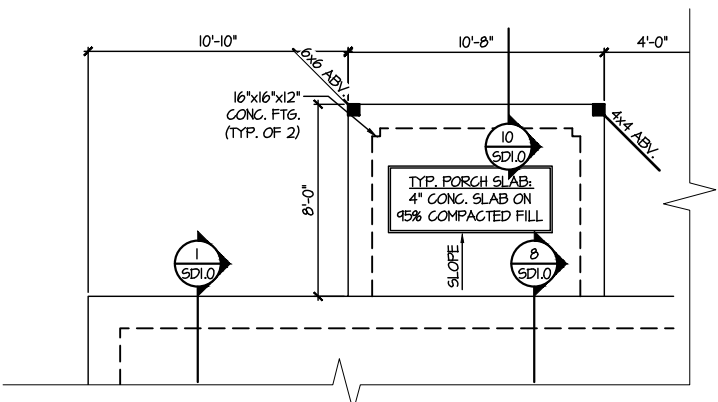 10'-10"
10'-8"
4'-0"
6x6 ABV.
16"x16"x12"
CONC. FTG.
(TYP. OF 2)
4x4 ABV.
10
SD1.0
TYP. PORCH SLAB:
4" CONC. SLAB ON
95% COMPACTED FILL
8'-0"
SLOPE
1
SD1.0
8
SD1.0